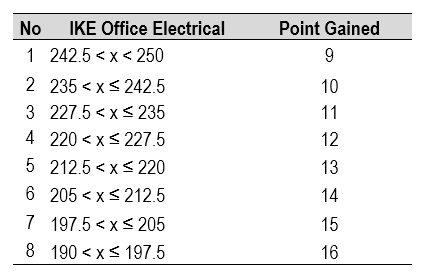 No IKE Office Electrical Point Gained
1 242.5 < x < 250 9
2 235 < x ≤ 242.5 10
3 227.5 < x ≤ 235 11
4 220 < x ≤ 227.5 12
5 212.5 < x ≤ 220 13
6 205 < x ≤ 212.5 14
7 197.5 < x ≤ 205 15
8 190 < x ≤ 197.5 16